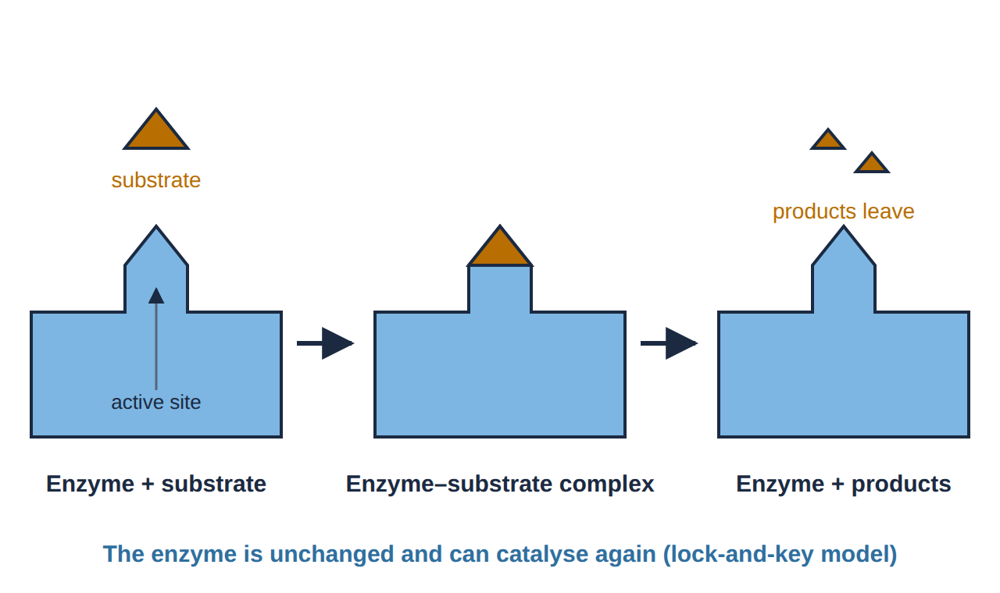 substrate
products leave
active site
Enzyme + substrate
Enzyme–substrate complex
Enzyme + products
The enzyme is unchanged and can catalyse again (lock-and-key model)